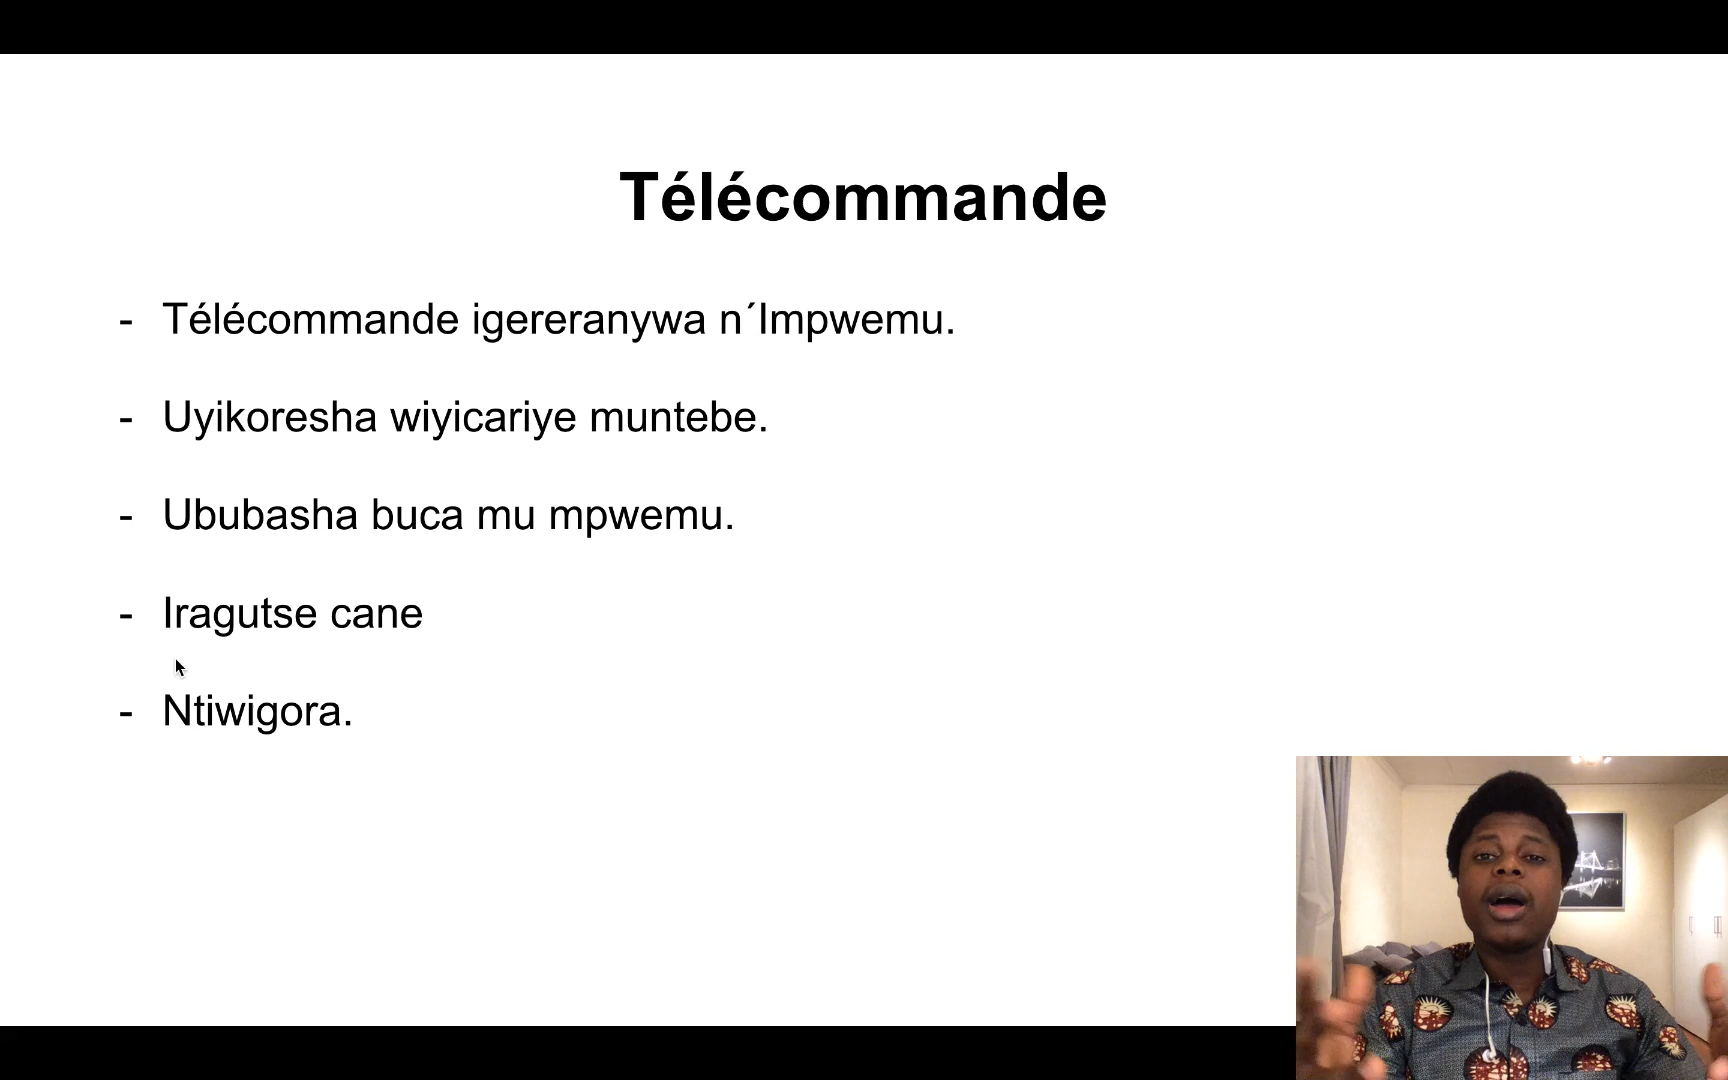 Télécommande
- Télécommande igereranywa n´Impwemu.
- Uyikoresha wiyicariye muntebe.
- Ububasha buca mu mpwemu.
- Iragutse cane
- Ntiwigora.